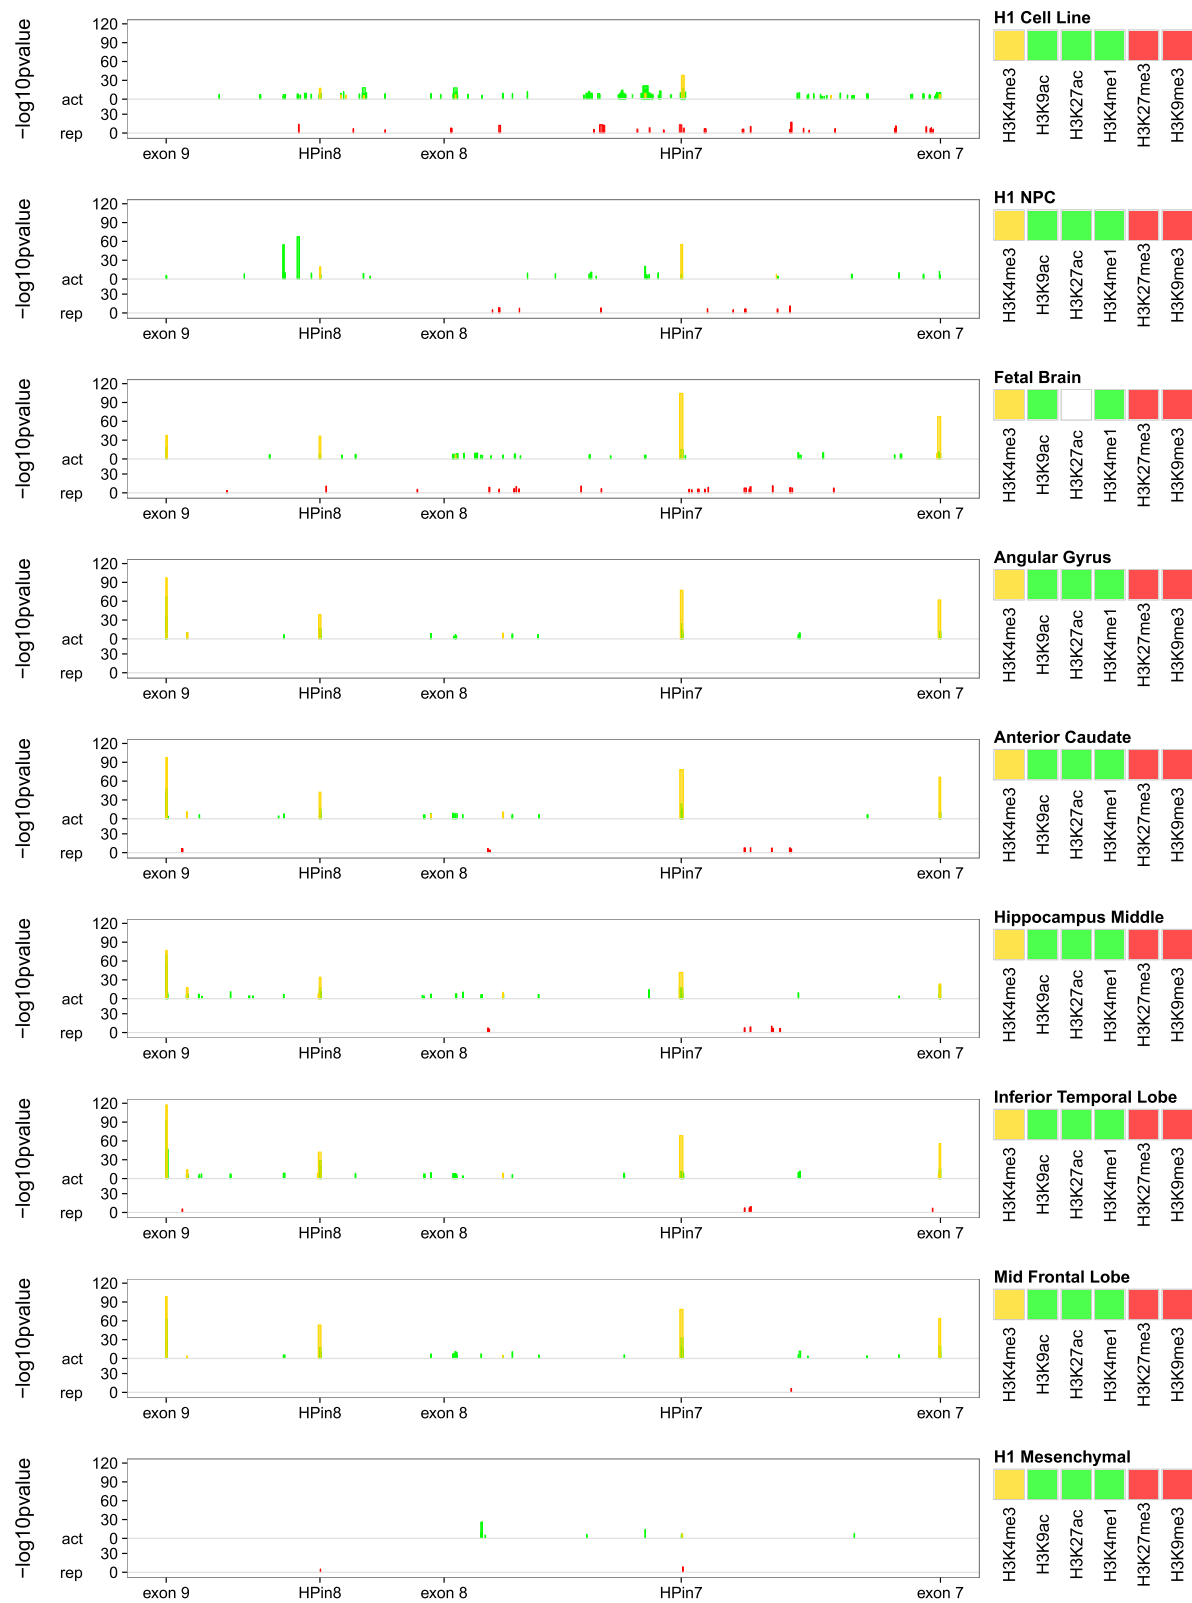 H1 Cell Line
−log10pvalue
120
90
60
30
act 0
30
rep 0
exon 9 HPin8 exon 8 HPin7 exon 7
H3K4me3 H3K9ac H3K27ac H3K4me1 H3K27me3 H3K9me3
H1 NPC
−log10pvalue
120
90
60
30
act 0
30
rep 0
exon 9 HPin8 exon 8 HPin7 exon 7
H3K4me3 H3K9ac H3K27ac H3K4me1 H3K27me3 H3K9me3
Fetal Brain
−log10pvalue
120
90
60
30
act 0
30
rep 0
exon 9 HPin8 exon 8 HPin7 exon 7
H3K4me3 H3K9ac H3K27ac H3K4me1 H3K27me3 H3K9me3
Angular Gyrus
−log10pvalue
120
90
60
30
act 0
30
rep 0
exon 9 HPin8 exon 8 HPin7 exon 7
H3K4me3 H3K9ac H3K27ac H3K4me1 H3K27me3 H3K9me3
Anterior Caudate
−log10pvalue
120
90
60
30
act 0
30
rep 0
exon 9 HPin8 exon 8 HPin7 exon 7
H3K4me3 H3K9ac H3K27ac H3K4me1 H3K27me3 H3K9me3
Hippocampus Middle
−log10pvalue
120
90
60
30
act 0
30
rep 0
exon 9 HPin8 exon 8 HPin7 exon 7
H3K4me3 H3K9ac H3K27ac H3K4me1 H3K27me3 H3K9me3
Inferior Temporal Lobe
−log10pvalue
120
90
60
30
act 0
30
rep 0
exon 9 HPin8 exon 8 HPin7 exon 7
H3K4me3 H3K9ac H3K27ac H3K4me1 H3K27me3 H3K9me3
Mid Frontal Lobe
−log10pvalue
120
90
60
30
act 0
30
rep 0
exon 9 HPin8 exon 8 HPin7 exon 7
H3K4me3 H3K9ac H3K27ac H3K4me1 H3K27me3 H3K9me3
H1 Mesenchymal
−log10pvalue
120
90
60
30
act 0
30
rep 0
exon 9 HPin8 exon 8 HPin7 exon 7
H3K4me3 H3K9ac H3K27ac H3K4me1 H3K27me3 H3K9me3